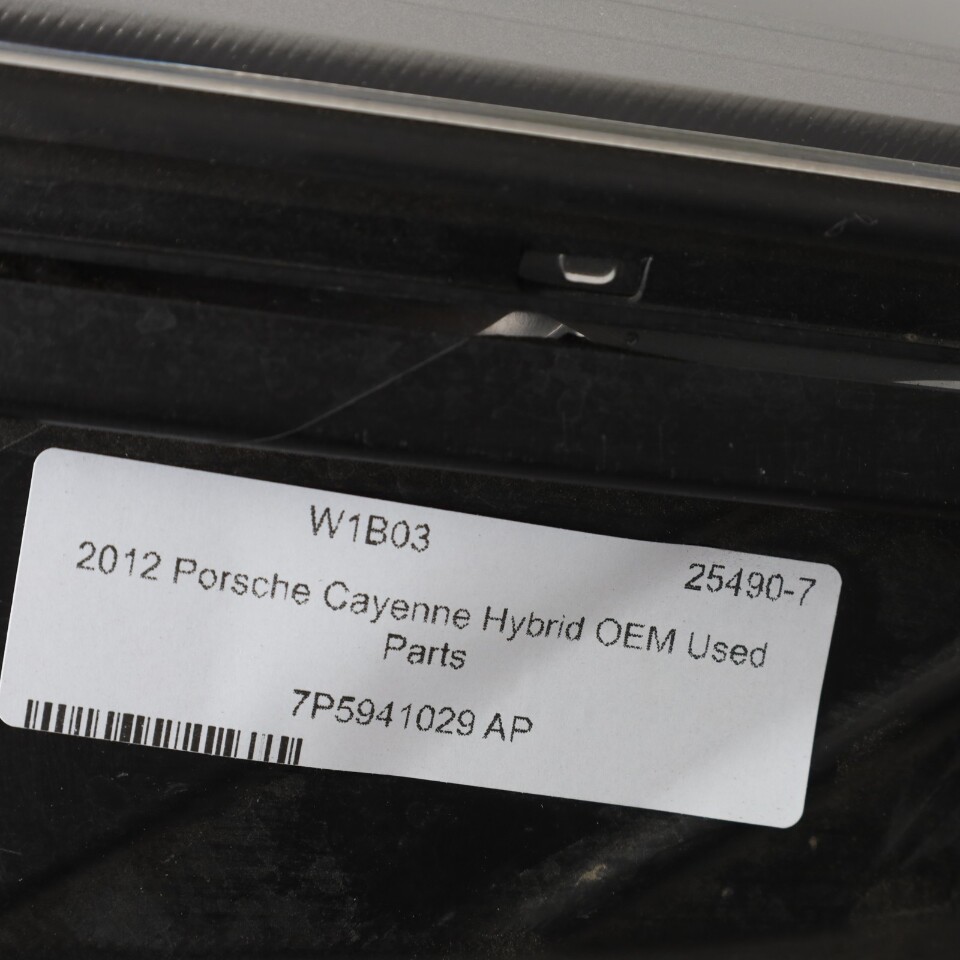 W1B03
25490-7
2012 Porsche Cayenne Hybrid OEM Used
Parts
7P5941029 AP